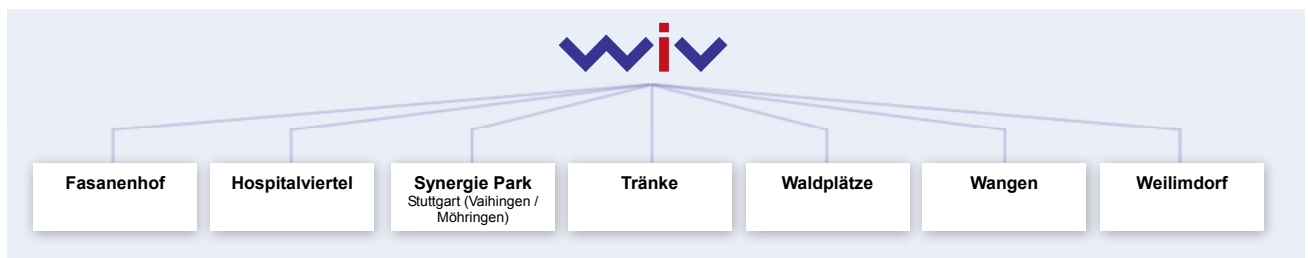 wiv
Fasanenhof
Hospitalviertel
Synergie Park
Stuttgart (Vaihingen /
Möhringen)
Tränke
Waldplätze
Wangen
Weilimdorf